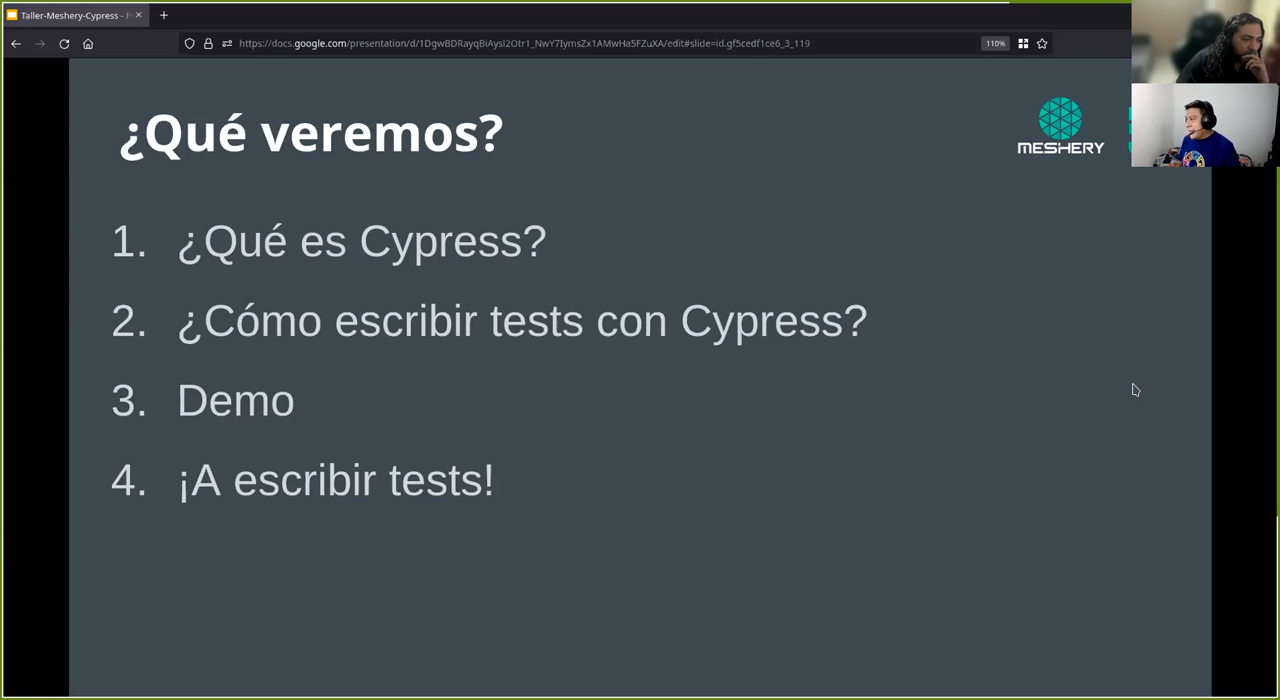 Taller-Meshery-Cypress -
https://docs.google.com/presentation/d/1DgwBDRayqBiAysl2Otr1_NwY7IymsZx1AMwHa5FZuXA/edit#slide=id.gf5cedf1ce6_3_119
110%
¿Qué veremos?
MESHERY
1. ¿Qué es Cypress?
2. ¿Cómo escribir tests con Cypress?
3. Demo
4. ¡A escribir tests!